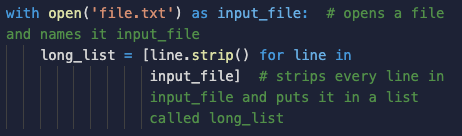 with open('file.txt') as input_file:  # opens a file
and names it input_file
    long_list = [line.strip() for line in
                 input_file]  # strips every line in
                 input_file and puts it in a list
                 called long_list